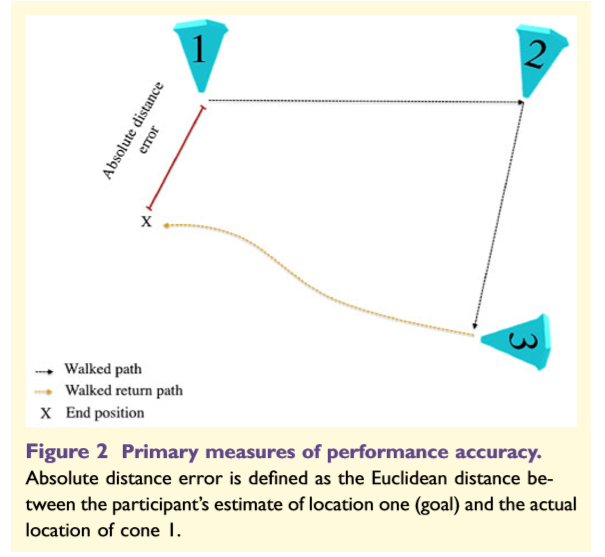 1
2
Absolute distance
error
X
3
Walked path
Walked return path
X End position
Figure 2 Primary measures of performance accuracy.
Absolute distance error is defined as the Euclidean distance be-
tween the participant's estimate of location one (goal) and the actual
location of cone 1.